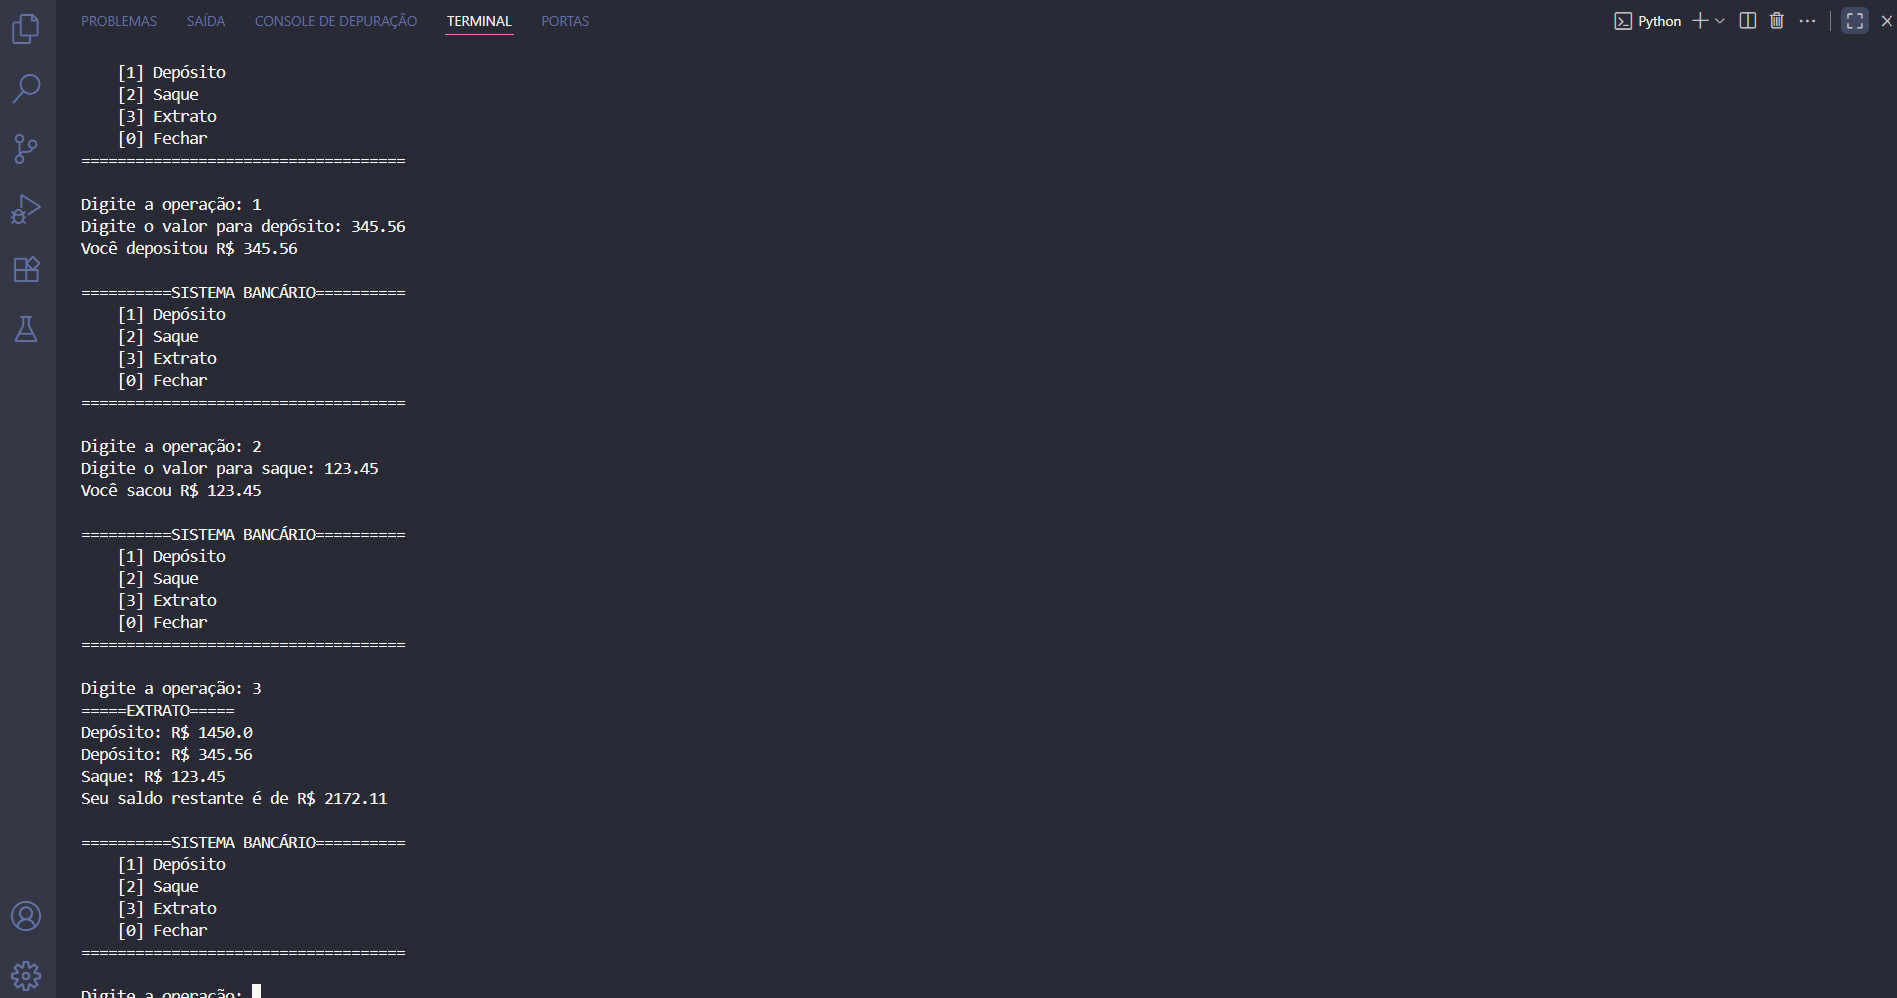 PROBLEMAS SAÍDA CONSOLE DE DEPURAÇÃO TERMINAL PORTAS Python
[1] Depósito
[2] Saque
[3] Extrato
[0] Fechar
====================================
Digite a operação: 1
Digite o valor para depósito: 345.56
Você depositou R$ 345.56
==========SISTEMA BANCÁRIO==========
[1] Depósito
[2] Saque
[3] Extrato
[0] Fechar
====================================
Digite a operação: 2
Digite o valor para saque: 123.45
Você sacou R$ 123.45
==========SISTEMA BANCÁRIO==========
[1] Depósito
[2] Saque
[3] Extrato
[0] Fechar
====================================
Digite a operação: 3
=====EXTRATO=====
Depósito: R$ 1450.0
Depósito: R$ 345.56
Saque: R$ 123.45
Seu saldo restante é de R$ 2172.11
==========SISTEMA BANCÁRIO==========
[1] Depósito
[2] Saque
[3] Extrato
[0] Fechar
====================================
Digite a operação: